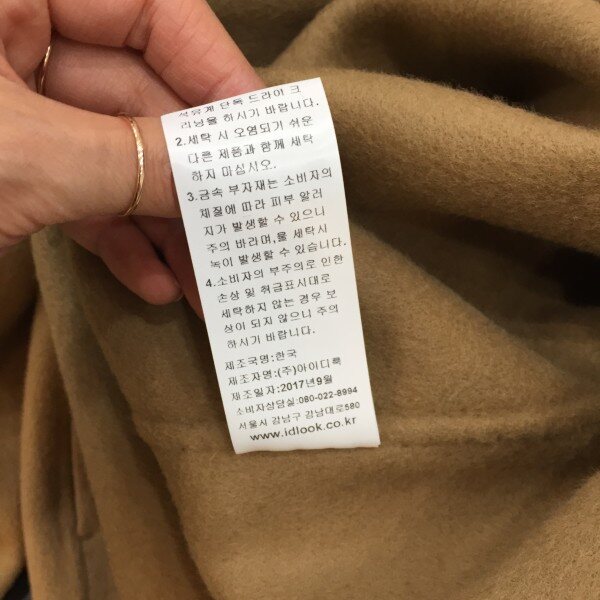 석유계 단독 드라이 크
리닝을 하시기 바랍니다.
2.세탁 시 오염되기 쉬운
다른 제품과 함께 세탁
하지 마십시오.
3.금속 부자재는 소비자의
체질에 따라 피부 알러
지가 발생할 수 있으니
주의 바라며,물 세탁시
녹이 발생할 수 있습니다.
4.소비자의 부주의로 인한
손상 및 취급표시대로
세탁하지 않는 경우 보
상이 되지 않으니 주의
하시기 바랍니다.
제조국명:한국
제조자명:(주)아이디룩
제조일자:2017년9월
소비자상담실:080-022-8994
서울시 강남구 강남대로580
www.idlook.co.kr